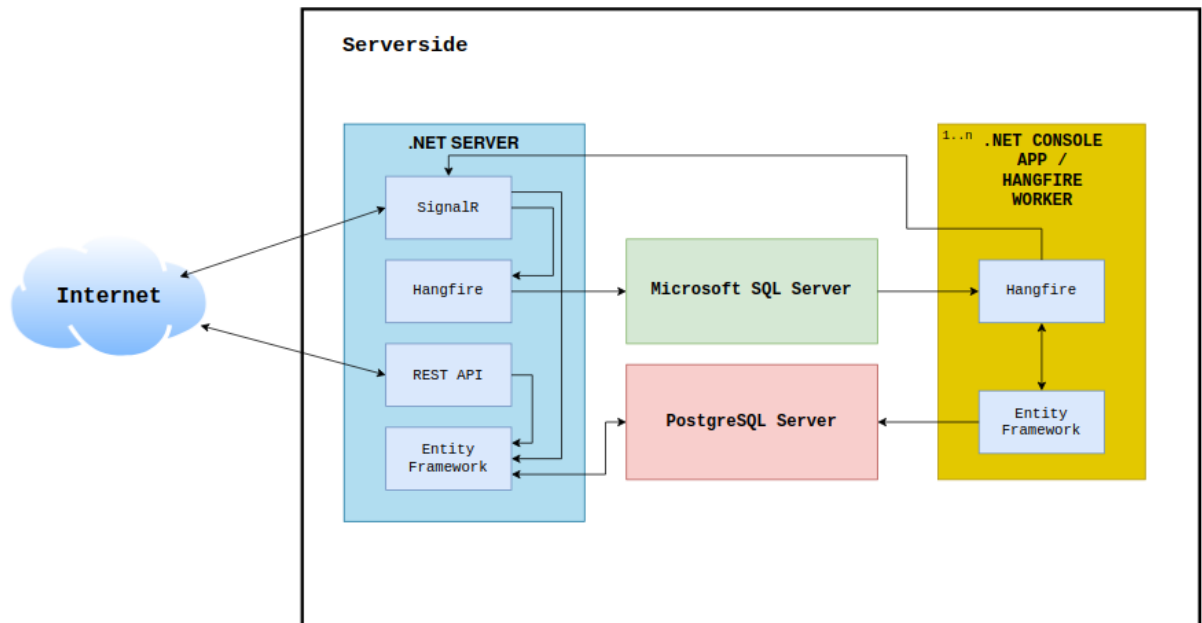 Serverside
.NET SERVER
SignalR
Hangfire
REST API
Entity
Framework
Internet
Microsoft SQL Server
PostgreSQL Server
1..n
.NET CONSOLE
APP /
HANGFIRE
WORKER
Hangfire
Entity
Framework